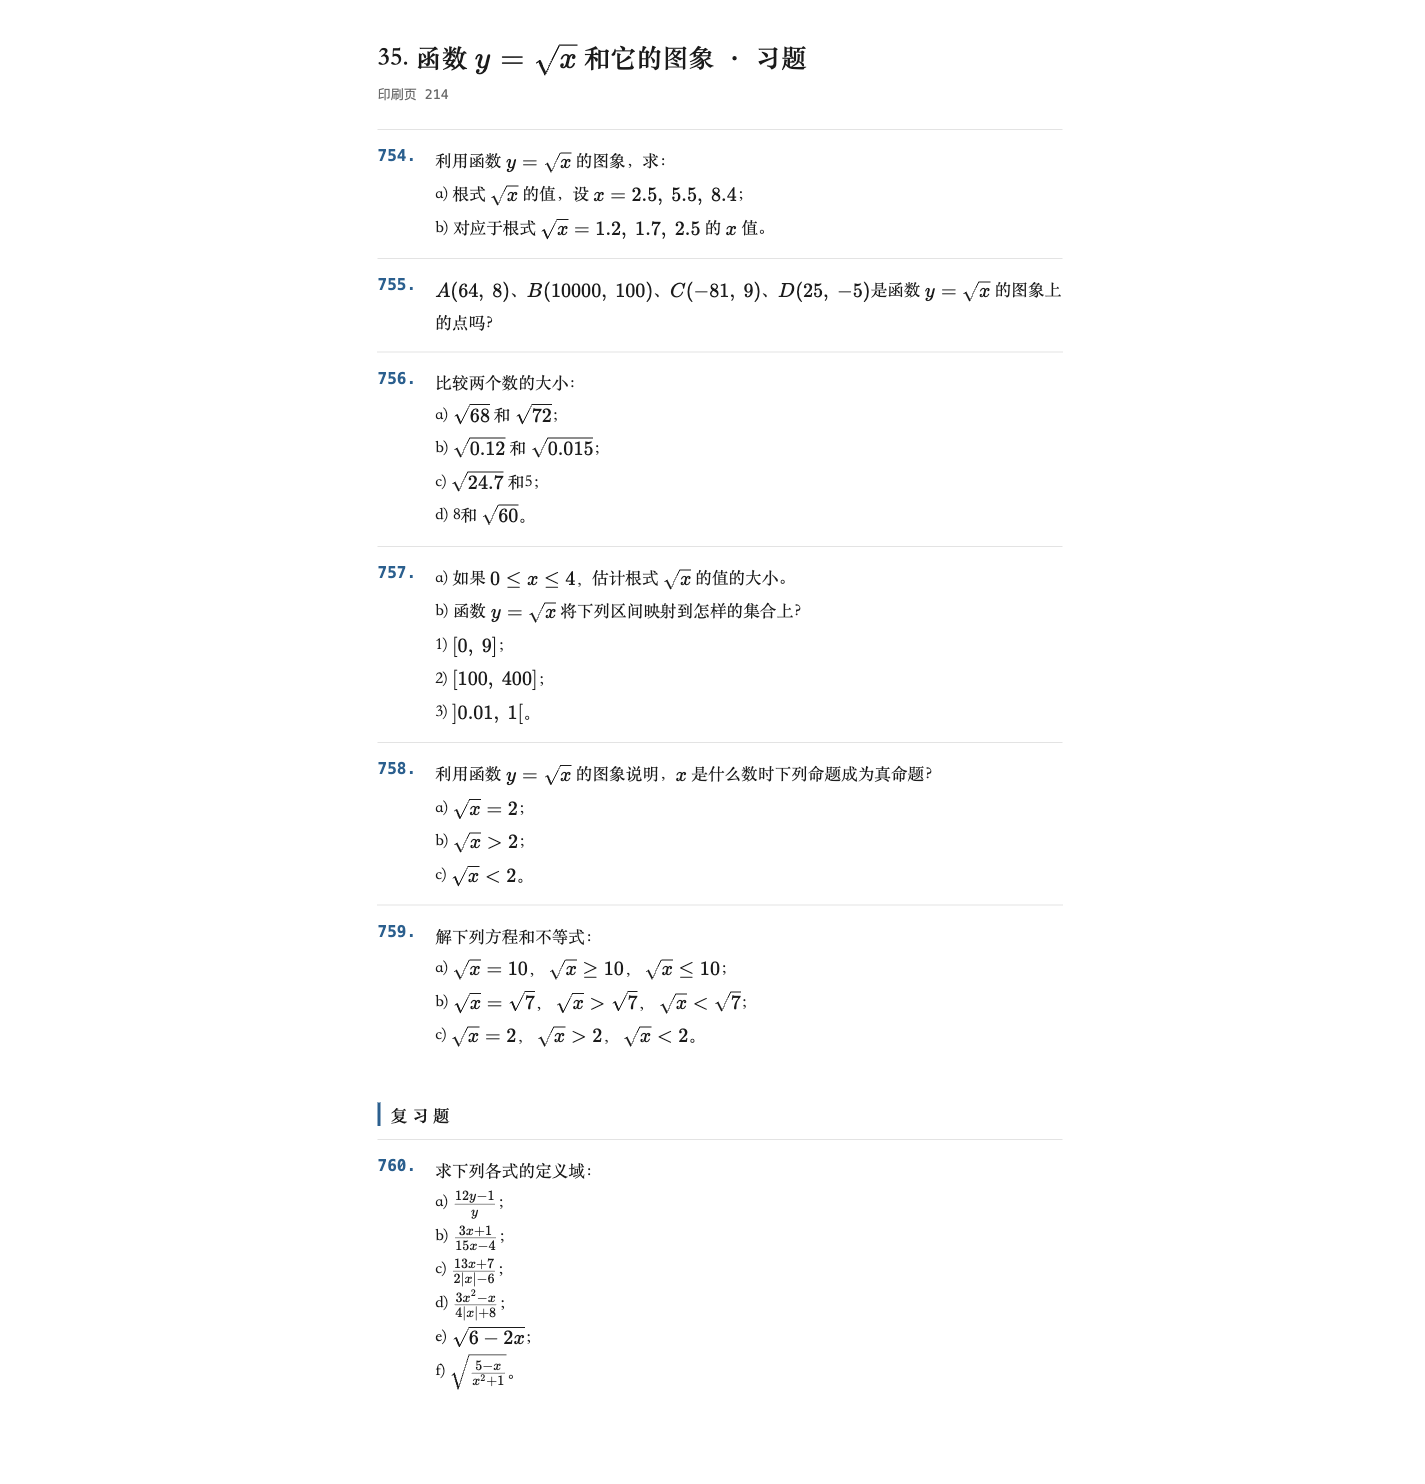 35. 函数 y = √x 和它的图象 · 习题
印刷页 214
754. 利用函数 y = √x 的图象，求：
a) 根式 √x 的值，设 x = 2.5, 5.5, 8.4；
b) 对应于根式 √x = 1.2, 1.7, 2.5 的 x 值。
755. A(64, 8)、B(10000, 100)、C(−81, 9)、D(25, −5)是函数 y = √x 的图象上
的点吗？
756. 比较两个数的大小：
a) √68 和 √72；
b) √0.12 和 √0.015；
c) √24.7 和5；
d) 8和 √60。
757. a) 如果 0 ≤ x ≤ 4，估计根式 √x 的值的大小。
b) 函数 y = √x 将下列区间映射到怎样的集合上？
1) [0, 9]；
2) [100, 400]；
3) ]0.01, 1[。
758. 利用函数 y = √x 的图象说明，x 是什么数时下列命题成为真命题？
a) √x = 2；
b) √x > 2；
c) √x < 2。
759. 解下列方程和不等式：
a) √x = 10, √x ≥ 10, √x ≤ 10；
b) √x = √7, √x > √7, √x < √7；
c) √x = 2, √x > 2, √x < 2。
复习题
760. 求下列各式的定义域：
a) (12y−1)/y；
b) (3x+1)/(15x−4)；
c) (13x+7)/(2|x|−6)；
d) (3x²−x)/(4|x|+8)；
e) √(6 − 2x)；
f) √((5−x)/(x²+1))。